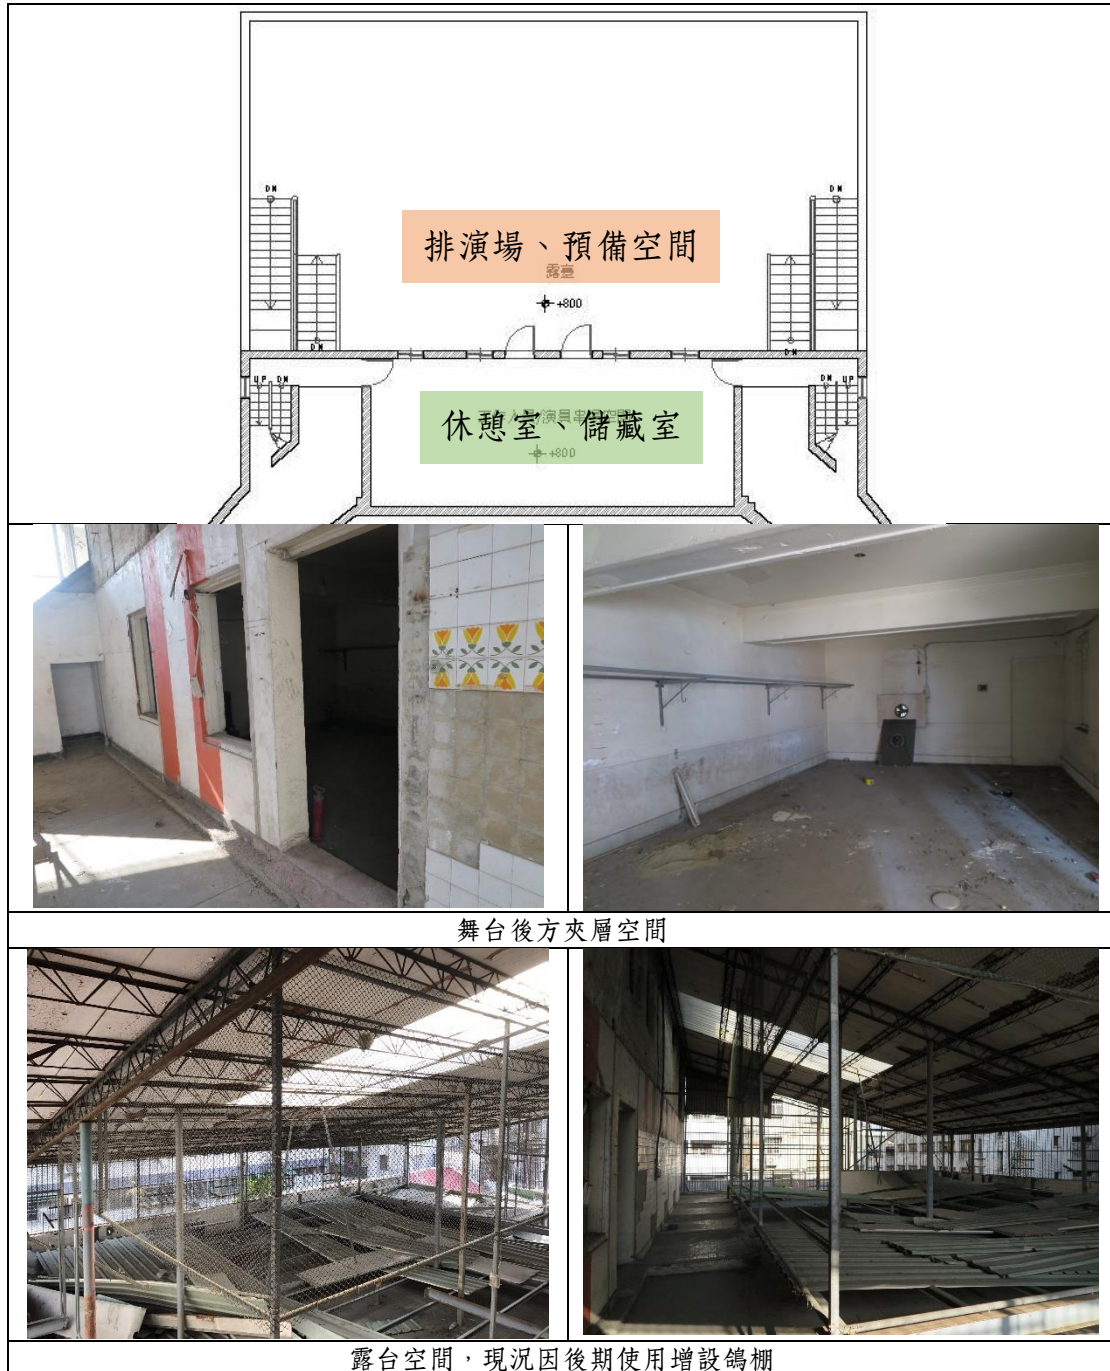 DN
DN
排演場、預備空間
露臺
+800
DN
DN
UP DN
DN UP
休憩室、儲藏室
+800
舞台後方夾層空間
露台空間，現況因後期使用增設鴿棚